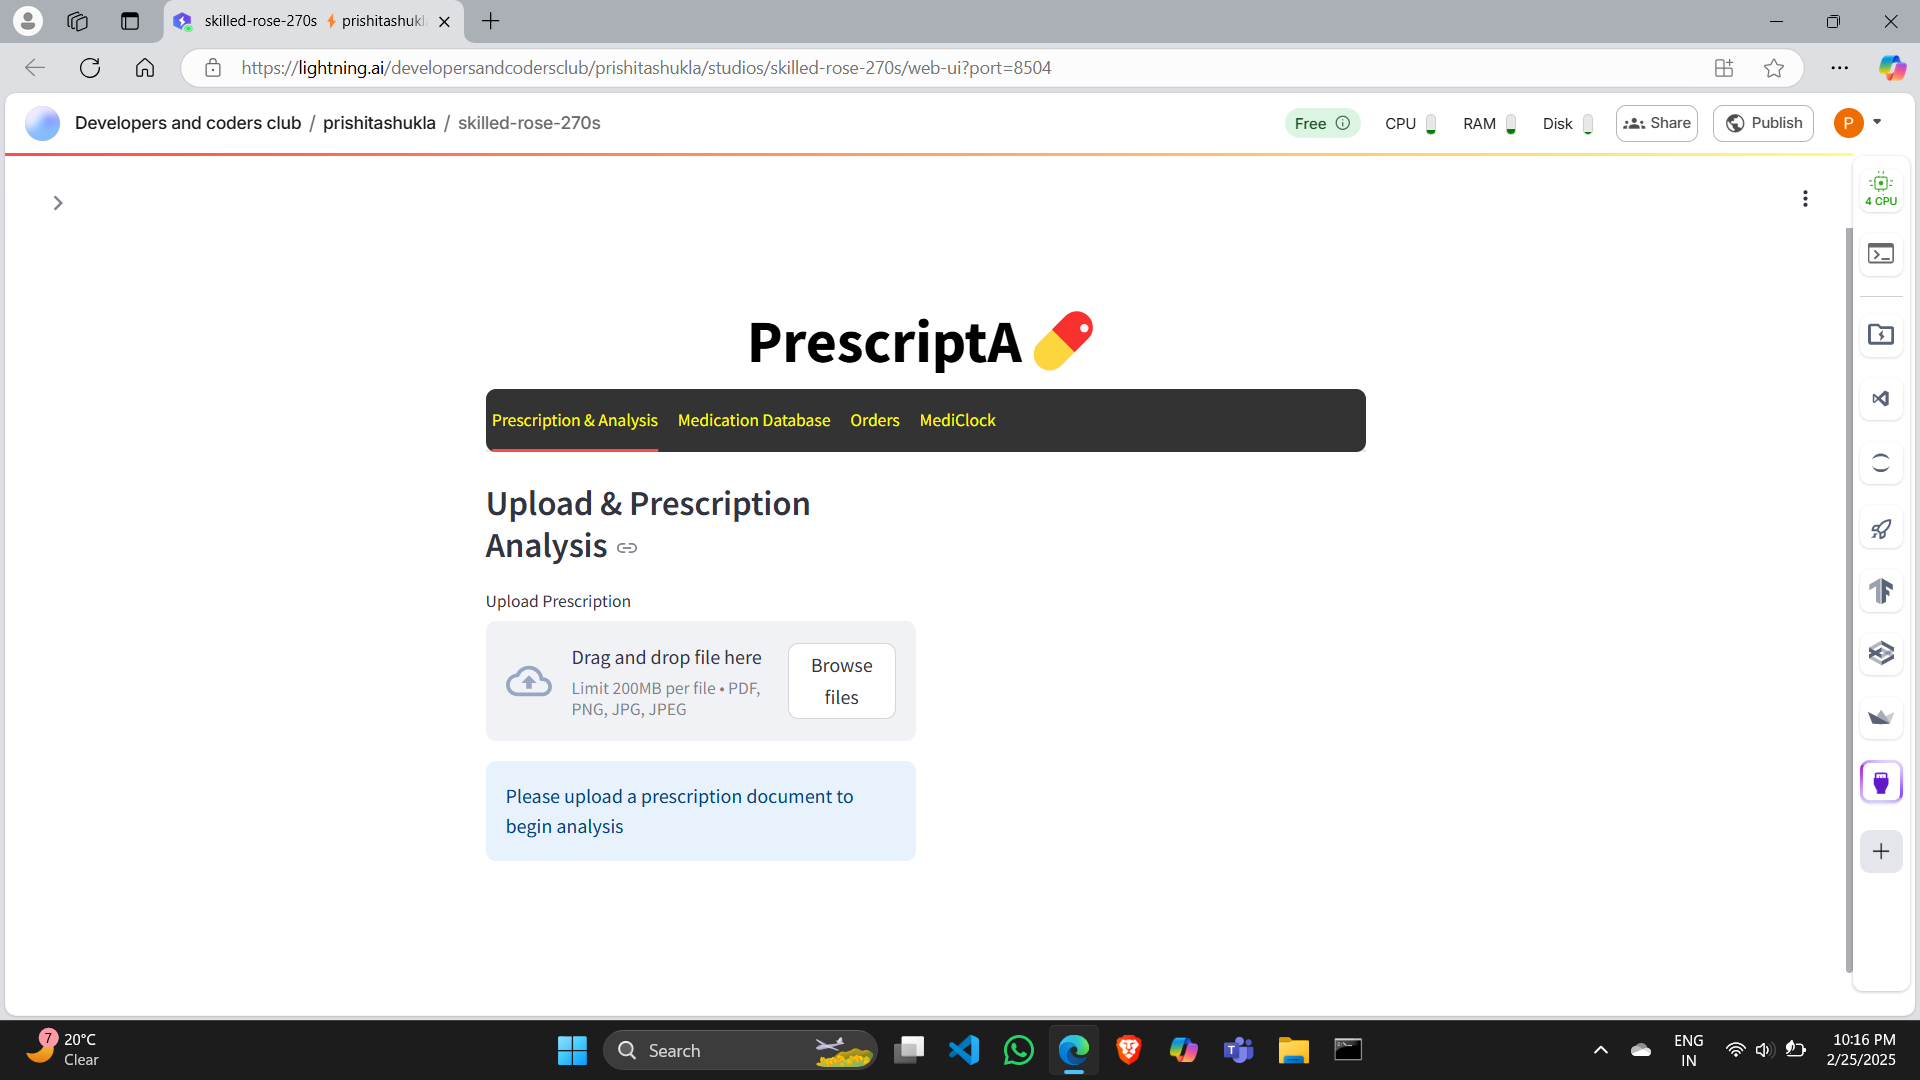 skilled-rose-270s ⚡ prishitashukl
https://lightning.ai/developersandcodersclub/prishitashukla/studios/skilled-rose-270s/web-ui?port=8504
Developers and coders club / prishitashukla / skilled-rose-270s
Free CPU RAM Disk Share Publish P
4 CPU
PrescriptA
Prescription & Analysis Medication Database Orders MediClock
Upload & Prescription
Analysis
Upload Prescription
Drag and drop file here
Limit 200MB per file • PDF,
PNG, JPG, JPEG
Browse
files
Please upload a prescription document to
begin analysis
7
20°C
Clear
Search
ENG
IN
10:16 PM
2/25/2025